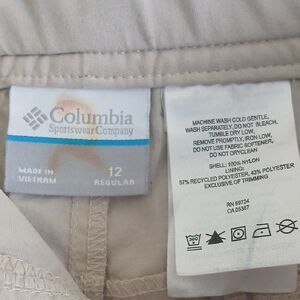 Columbia
Sportswear Company
MADE IN
VIETNAM
12
REGULAR
MACHINE WASH COLD GENTLE,
WASH SEPARATELY, DO NOT BLEACH,
TUMBLE DRY LOW,
REMOVE PROMPTLY, IRON LOW,
DO NOT USE FABRIC SOFTENER,
DO NOT DRYCLEAN
SHELL: 100% NYLON
LINING:
57% RECYCLED POLYESTER, 43% POLYESTER
EXCLUSIVE OF TRIMMING
RN 69724
CA 05367